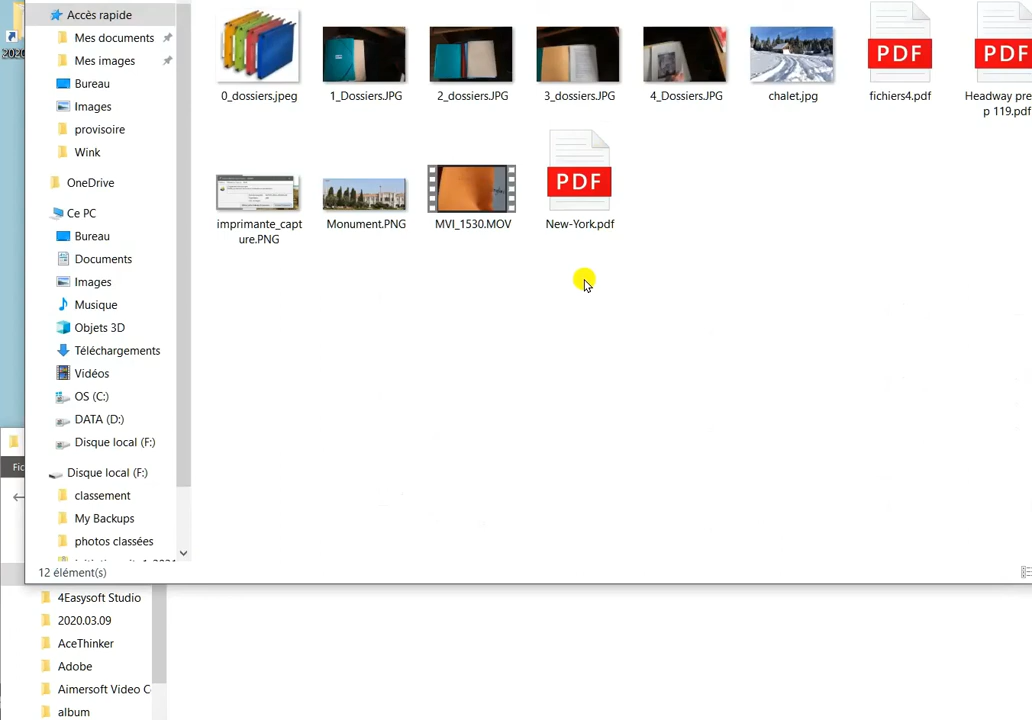 2020
Accès rapide
Mes documents
Mes images
Bureau
Images
provisoire
Wink
OneDrive
Ce PC
Bureau
Documents
Images
Musique
Objets 3D
Téléchargements
Vidéos
OS (C:)
DATA (D:)
Disque local (F:)
Disque local (F:)
classement
My Backups
photos classées
12 élément(s)
0_dossiers.jpeg
1_Dossiers.JPG
2_dossiers.JPG
3_dossiers.JPG
4_Dossiers.JPG
chalet.jpg
PDF
fichiers4.pdf
PDF
Headway pre
p 119.pdf
imprimante_capt
ure.PNG
Monument.PNG
MVI_1530.MOV
PDF
New-York.pdf
Fic
4Easysoft Studio
2020.03.09
AceThinker
Adobe
Aimersoft Video C
album